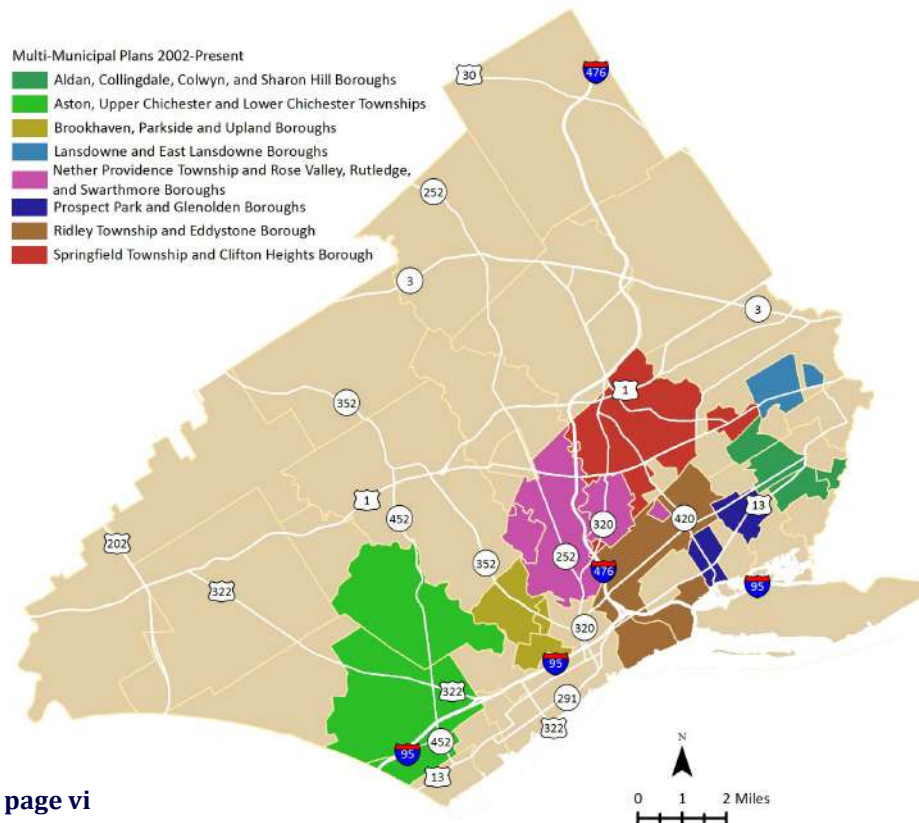 Multi-Municipal Plans 2002-Present
Aldan, Collingdale, Colwyn, and Sharon Hill Boroughs
Aston, Upper Chichester and Lower Chichester Townships
Brookhaven, Parkside and Upland Boroughs
Lansdowne and East Lansdowne Boroughs
Nether Providence Township and Rose Valley, Rutledge,
and Swarthmore Boroughs
Prospect Park and Glenolden Boroughs
Ridley Township and Eddystone Borough
Springfield Township and Clifton Heights Borough
30
476
252
3
3
1
352
1
452
13
320
420
202
252
352
476
322
95
320
95
322
291
322
452
95
13
N
0 1 2 Miles
page vi